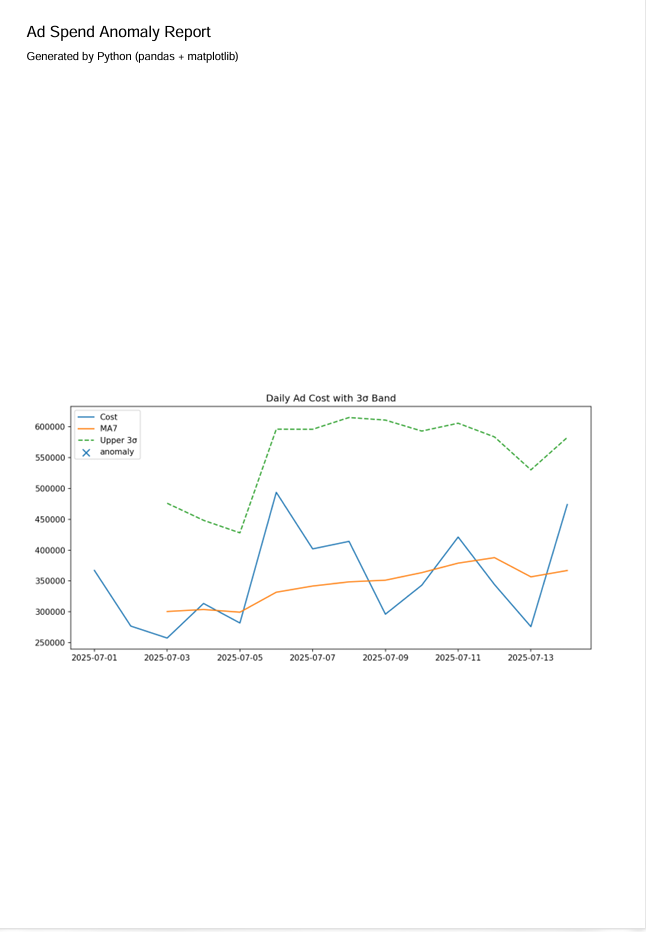 Ad Spend Anomaly Report
Generated by Python (pandas + matplotlib)
Daily Ad Cost with 3σ Band
Cost
MA7
Upper 3σ
anomaly
600000
550000
500000
450000
400000
350000
300000
250000
2025-07-01 2025-07-03 2025-07-05 2025-07-07 2025-07-09 2025-07-11 2025-07-13